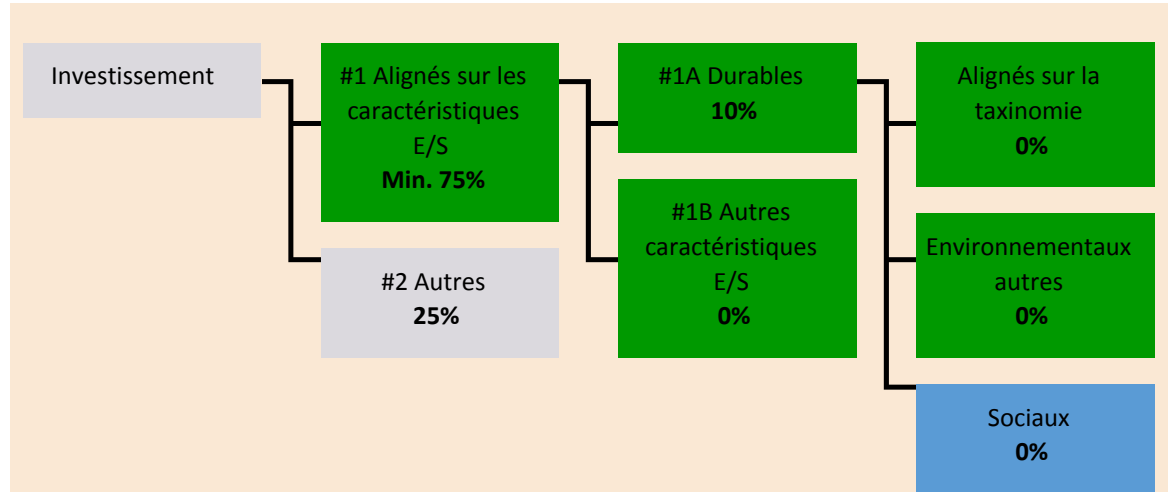 Investissement
#1 Alignés sur les
caractéristiques
E/S
Min. 75%
#2 Autres
25%
#1A Durables
10%
#1B Autres
caractéristiques
E/S
0%
Alignés sur la
taxinomie
0%
Environnementaux
autres
0%
Sociaux
0%